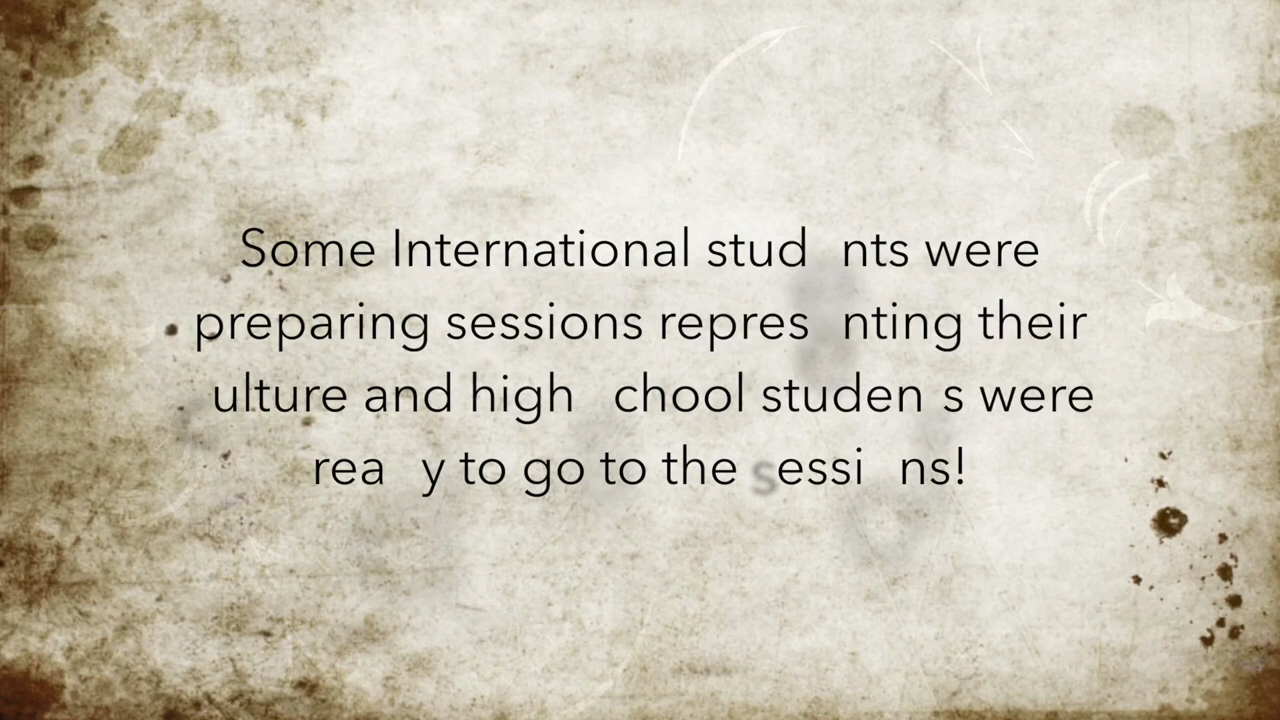 Some International stud nts were
preparing sessions repres nting their
ulture and high chool studen s were
rea y to go to the sessi ns!